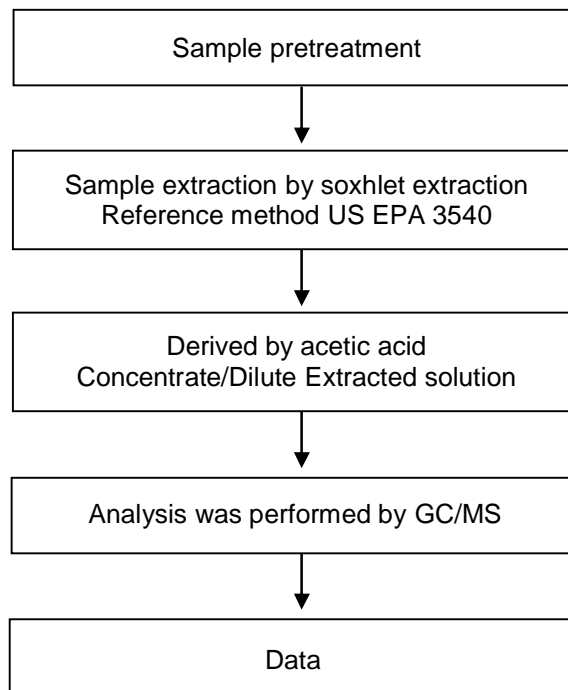 Sample pretreatment
Sample extraction by soxhlet extraction
Reference method US EPA 3540
Derived by acetic acid
Concentrate/Dilute Extracted solution
Analysis was performed by GC/MS
Data